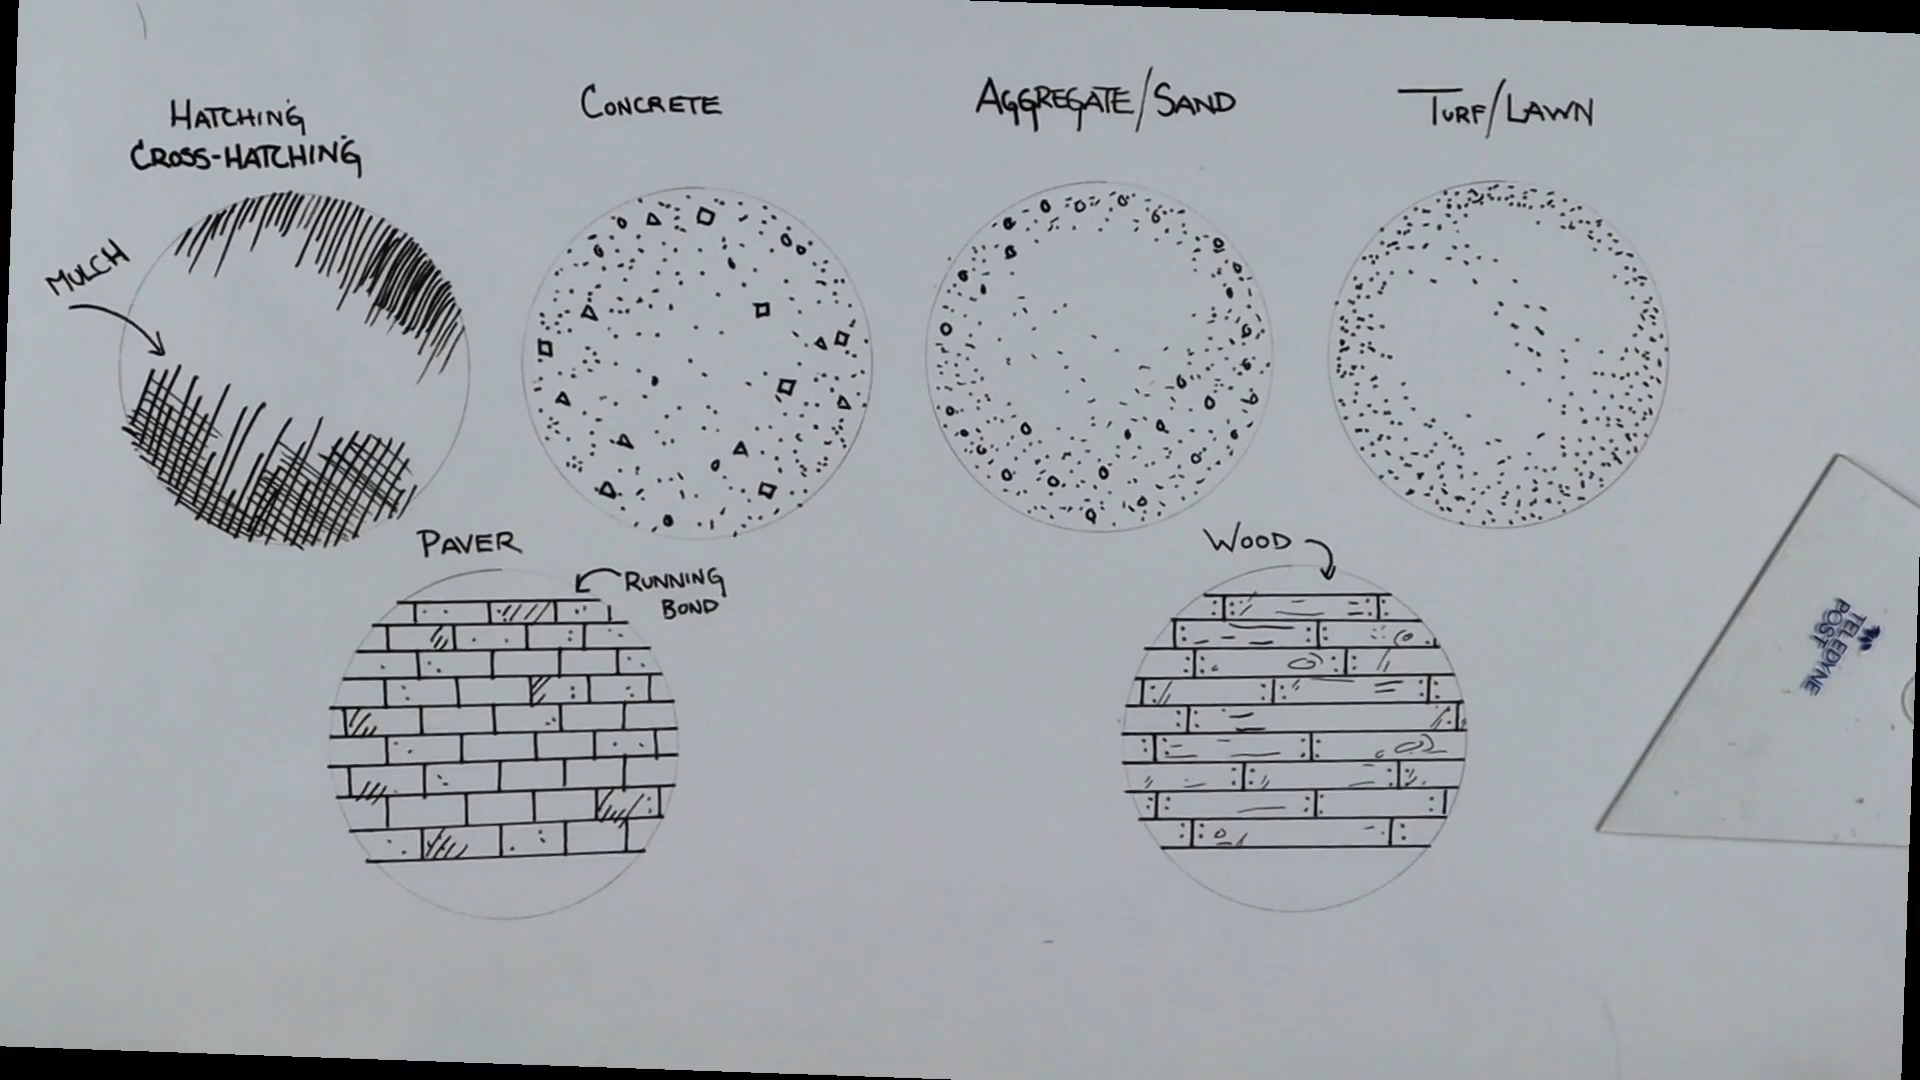 HATCHING
CROSS-HATCHING
CONCRETE
AGGREGATE/SAND
TURF/LAWN
MULCH
PAVER
RUNNING
BOND
WOOD
TELEDYNE
POST